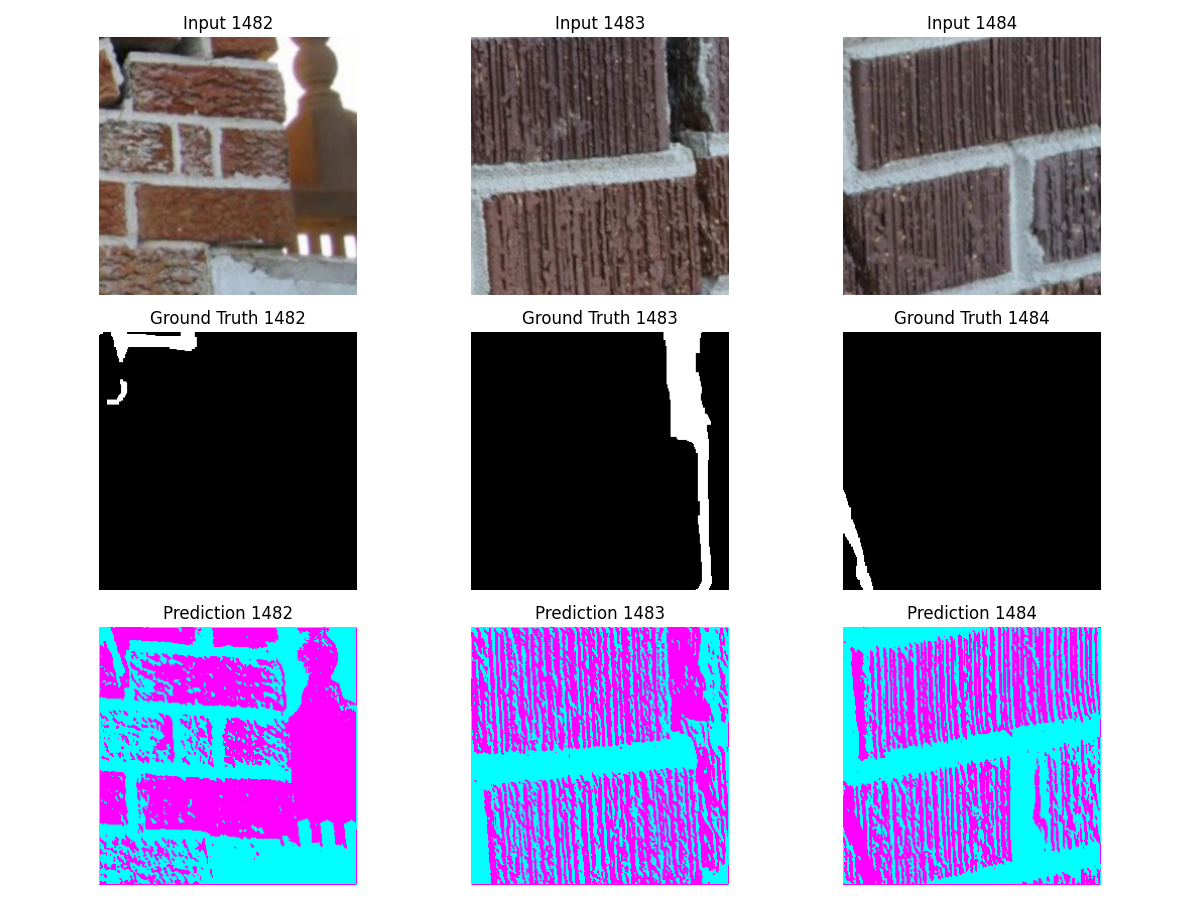 Input 1482
Input 1483
Input 1484
Ground Truth 1482
Ground Truth 1483
Ground Truth 1484
Prediction 1482
Prediction 1483
Prediction 1484